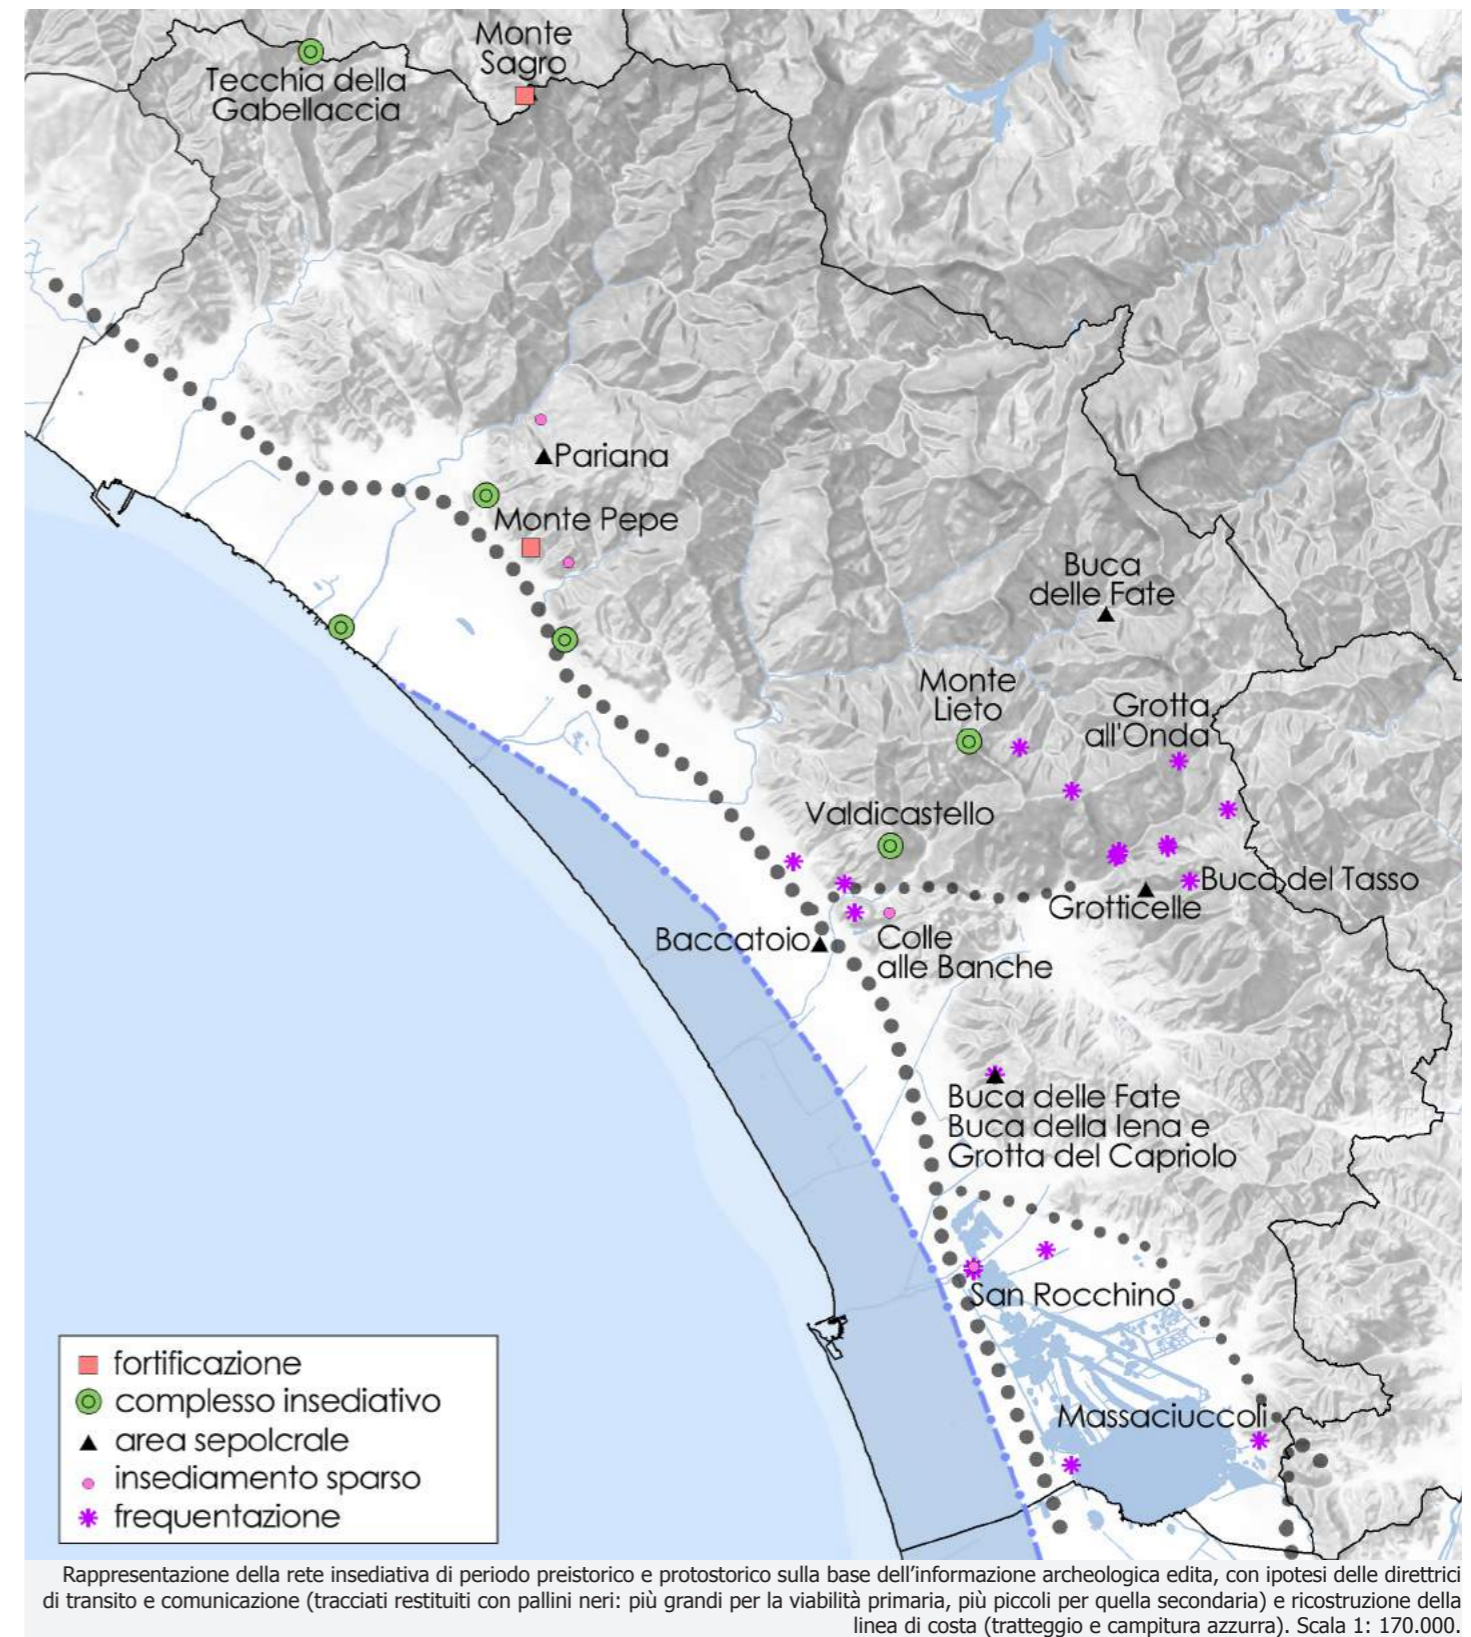 Monte
Sagro
Tecchia della
Gabellaccia
Pariana
Monte Pepe
Buca
delle Fate
Monte
Lieto
Grotta
all'Onda
Valdicastello
Buca del Tasso
Grotticelle
Baccatoio
Colle
alle Banche
Buca delle Fate
Buca della Iena e
Grotta del Capriolo
San Rocchino
Massaciuccoli
fortificazione
complesso insediativo
area sepolcrale
insediamento sparso
frequentazione
Rappresentazione della rete insediativa di periodo preistorico e protostorico sulla base dell'informazione archeologica edita, con ipotesi delle direttrici
di transito e comunicazione (tracciati restituiti con pallini neri: più grandi per la viabilità primaria, più piccoli per quella secondaria) e ricostruzione della
linea di costa (tratteggio e campitura azzurra). Scala 1: 170.000.